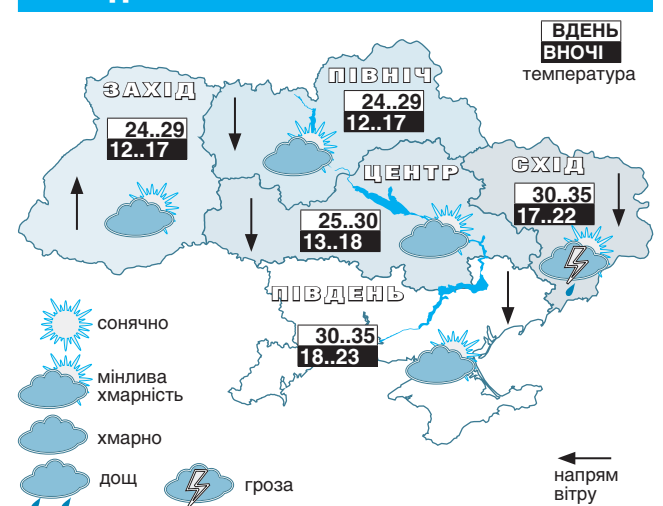 ВДЕНЬ
ВНОЧІ
температура
ЗАХІД
24..29
12..17
ПІВНІЧ
24..29
12..17
ЦЕНТР
25..30
13..18
СХІД
30..35
17..22
ПІВДЕНЬ
30..35
18..23
сонячно
мінлива
хмарність
хмарно
дощ
гроза
напрям
вітру